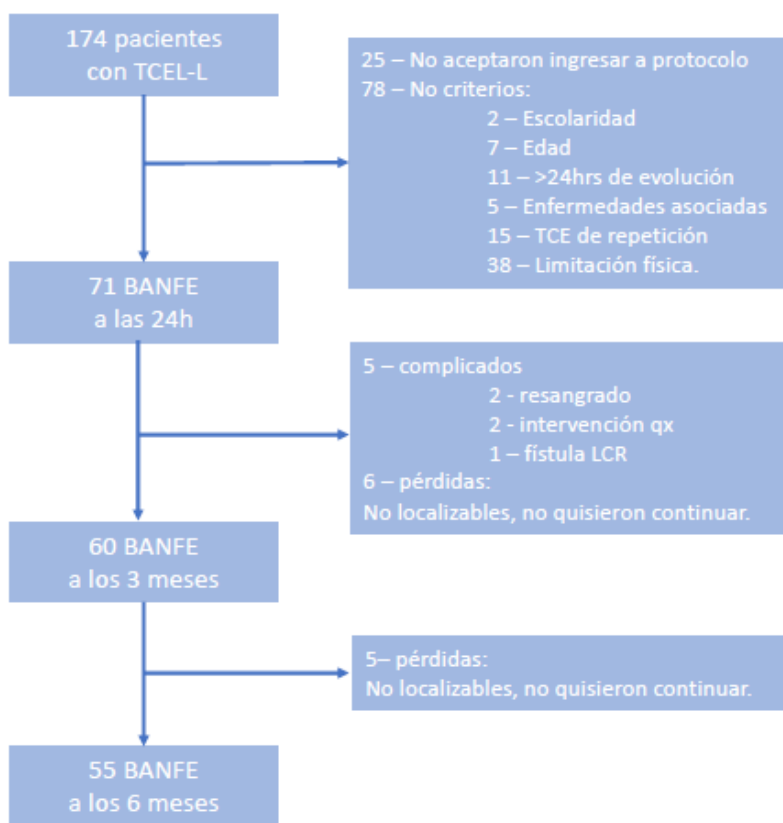 174 pacientes
con TCEL-L
25 – No aceptaron ingresar a protocolo
78 – No criterios:
2 – Escolaridad
7 – Edad
11 – >24hrs de evolución
5 – Enfermedades asociadas
15 – TCE de repetición
38 – Limitación física.
71 BANFE
a las 24h
5 – complicados
2 - resangrado
2 - intervención qx
1 – fístula LCR
6 – pérdidas:
No localizables, no quisieron continuar.
60 BANFE
a los 3 meses
5– pérdidas:
No localizables, no quisieron continuar.
55 BANFE
a los 6 meses